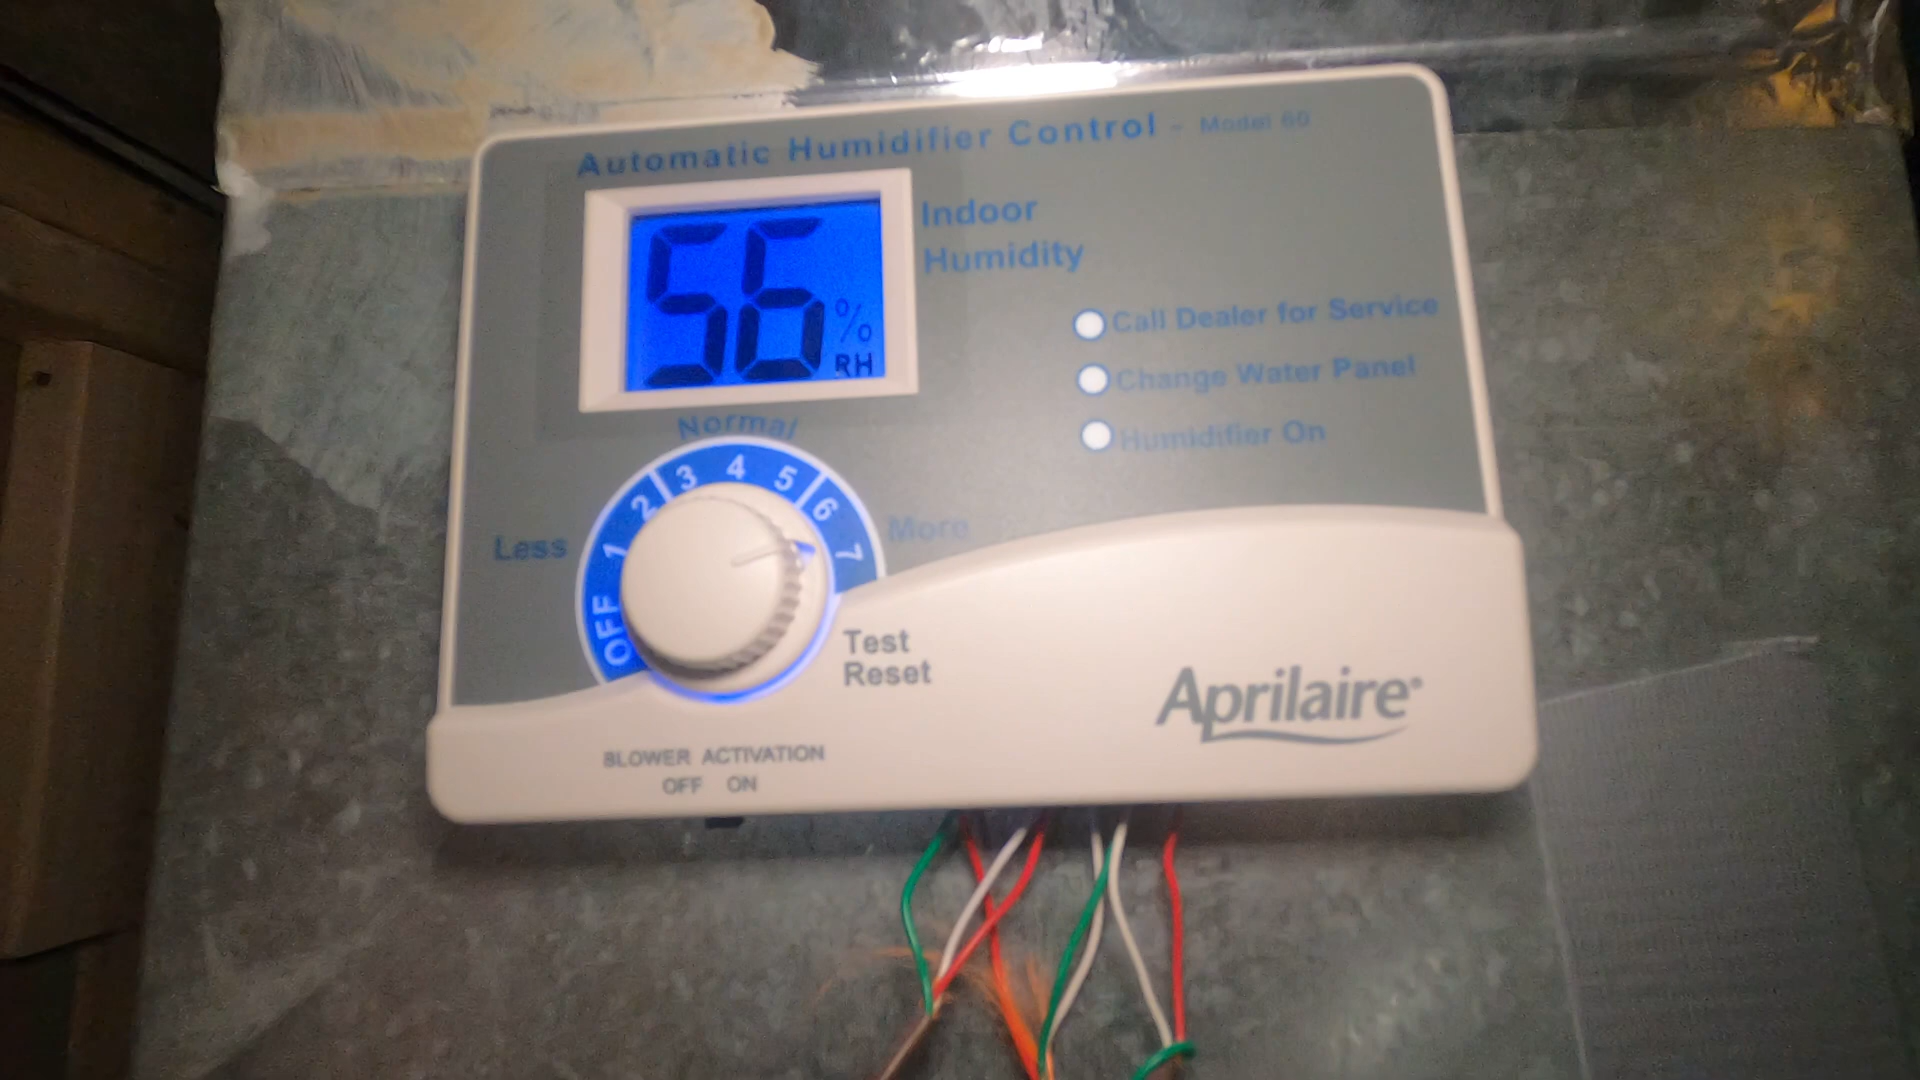 Automatic Humidifier Control - Model 60
56 % RH
Indoor
Humidity
Call Dealer for Service
Change Water Panel
Humidifier On
Normal
Less
More
OFF 1 2 3 4 5 6 7
Test
Reset
Aprilaire®
BLOWER ACTIVATION
OFF ON